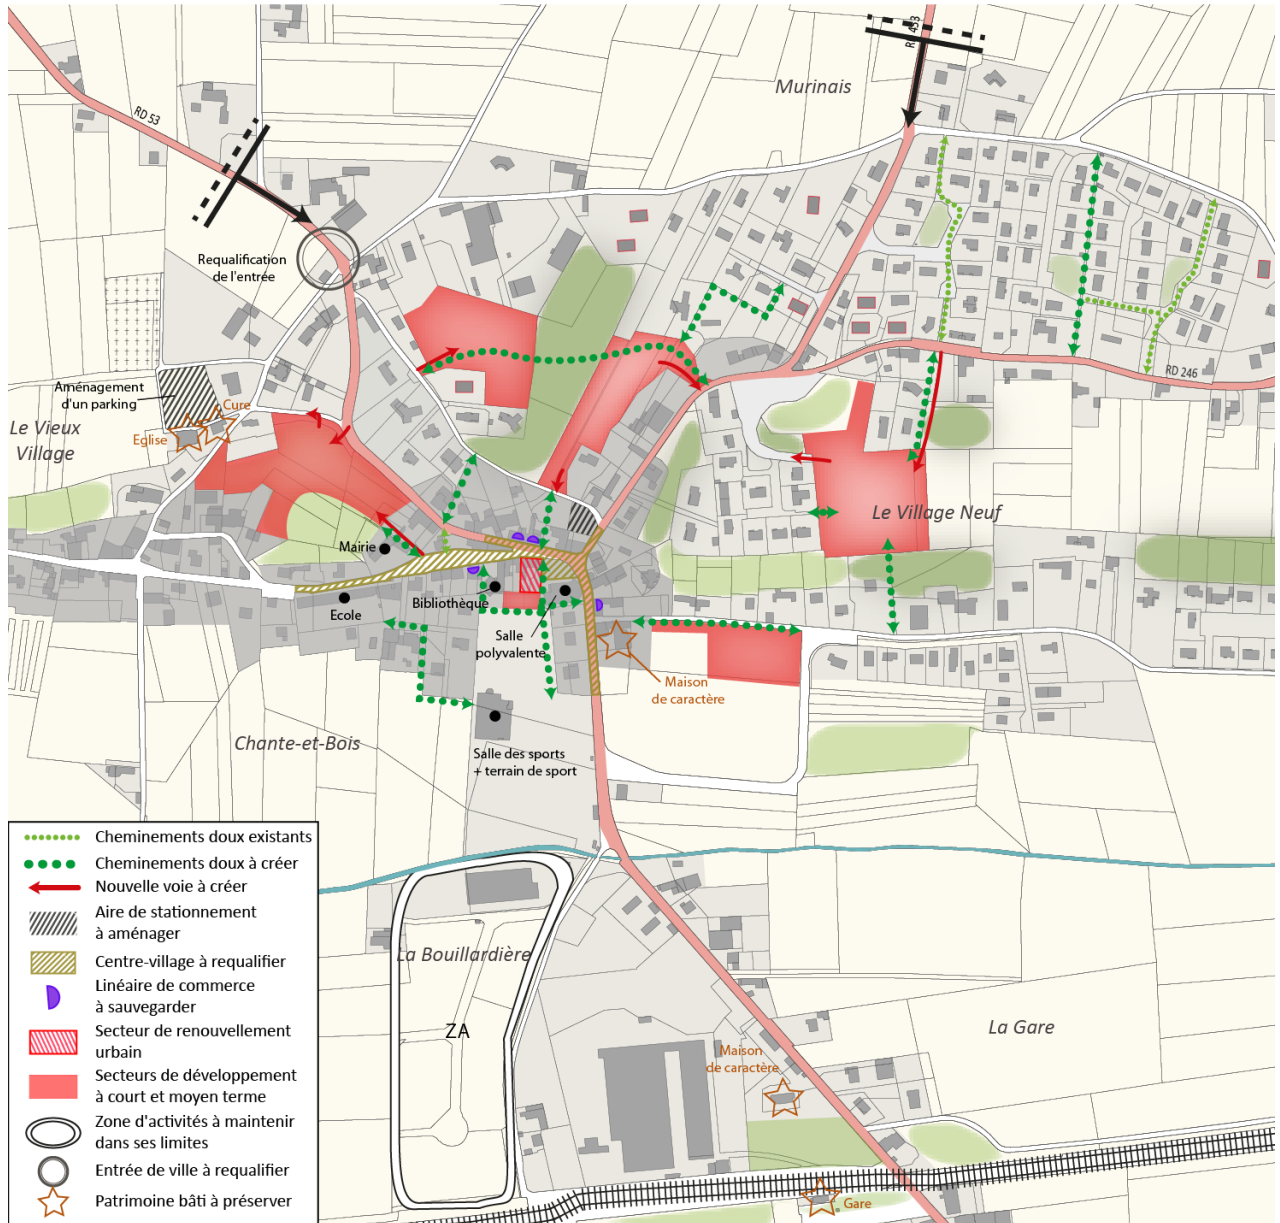 RD 453
Murinais
RD 53
Requalification
de l'entrée
RD 246
Aménagement
d'un parking
Cure
Eglise
Le Vieux
Village
Le Village Neuf
Mairie
Bibliothèque
Ecole
Salle
polyvalente
Maison
de caractère
Chante-et-Bois
Salle des sports
+ terrain de sport
Cheminements doux existants
Cheminements doux à créer
Nouvelle voie à créer
Aire de stationnement
à aménager
Centre-village à requalifier
Linéaire de commerce
à sauvegarder
Secteur de renouvellement
urbain
Secteurs de développement
à court et moyen terme
Zone d'activités à maintenir
dans ses limites
Entrée de ville à requalifier
Patrimoine bâti à préserver
La Bouillardière
ZA
La Gare
Maison
de caractère
Gare